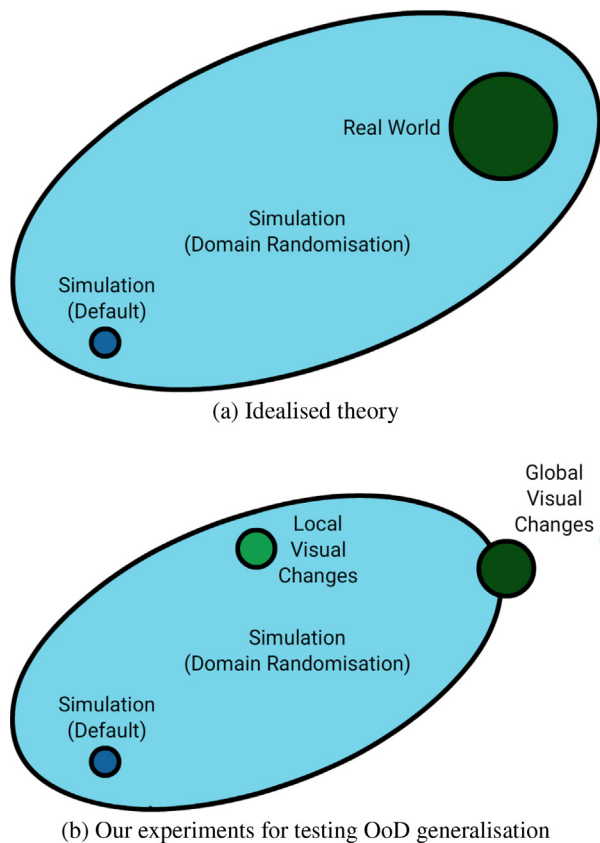 Real World
Simulation
(Domain Randomisation)
Simulation
(Default)
(a) Idealised theory
Global
Visual
Changes
Local
Visual
Changes
Simulation
(Domain Randomisation)
Simulation
(Default)
(b) Our experiments for testing OoD generalisation